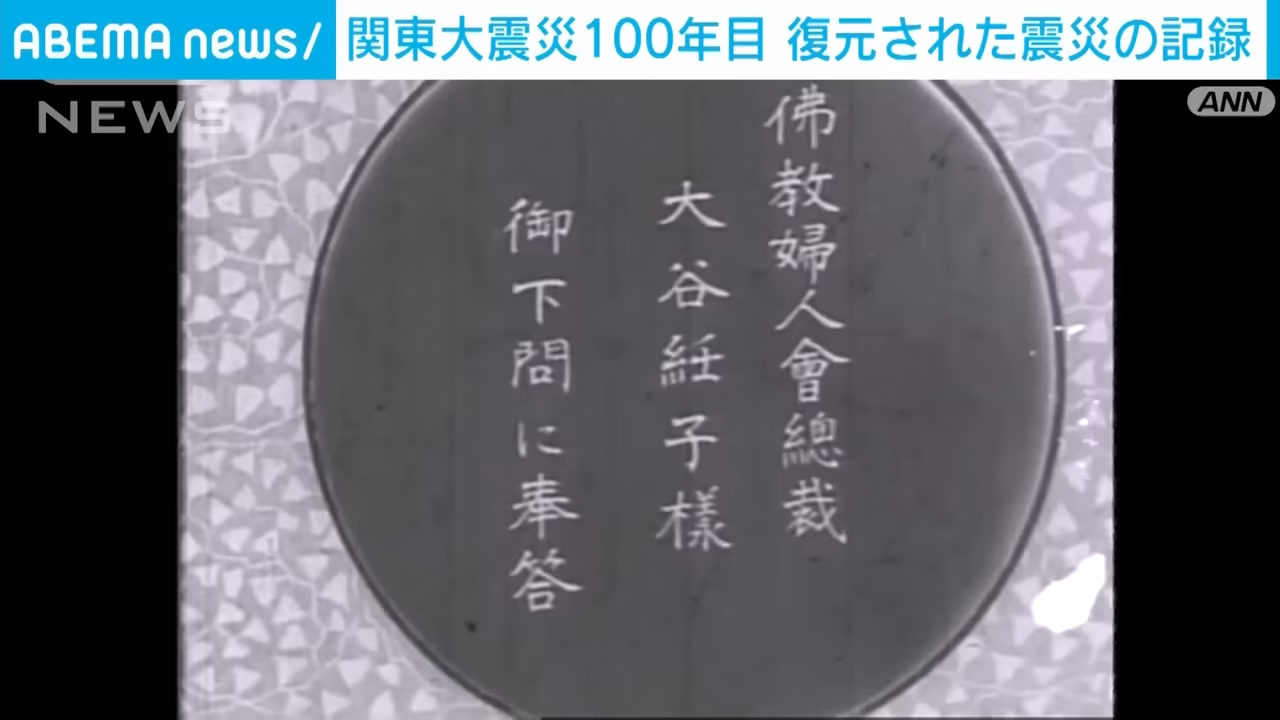 ABEMA news/
関東大震災100年目 復元された震災の記録
NEWS
ANN
佛教婦人會總裁
大谷紝子樣
御下問に奉答